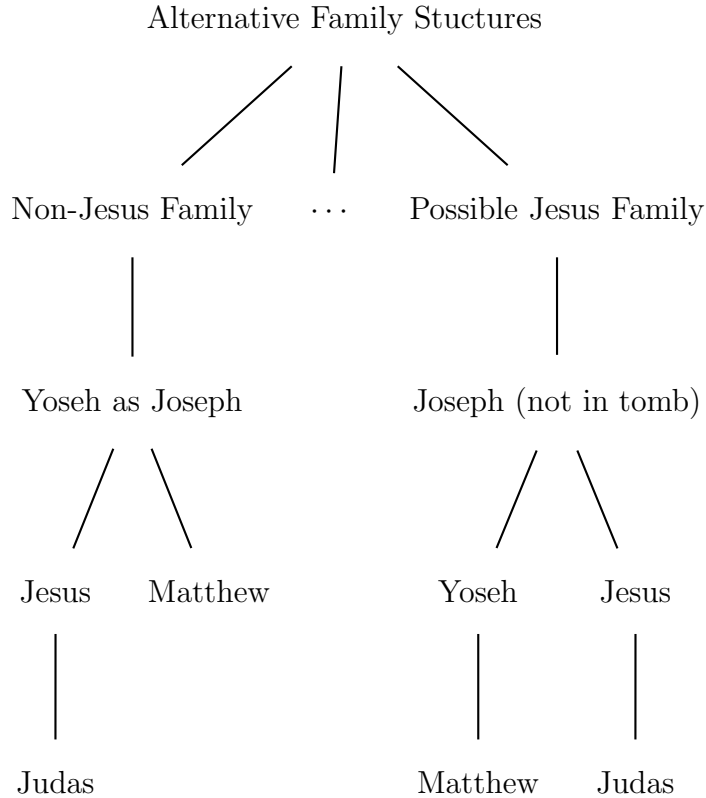 Alternative Family Stuctures
Non-Jesus Family ... Possible Jesus Family
Yoseh as Joseph Joseph (not in tomb)
Jesus Matthew Yoseh Jesus
Judas Matthew Judas